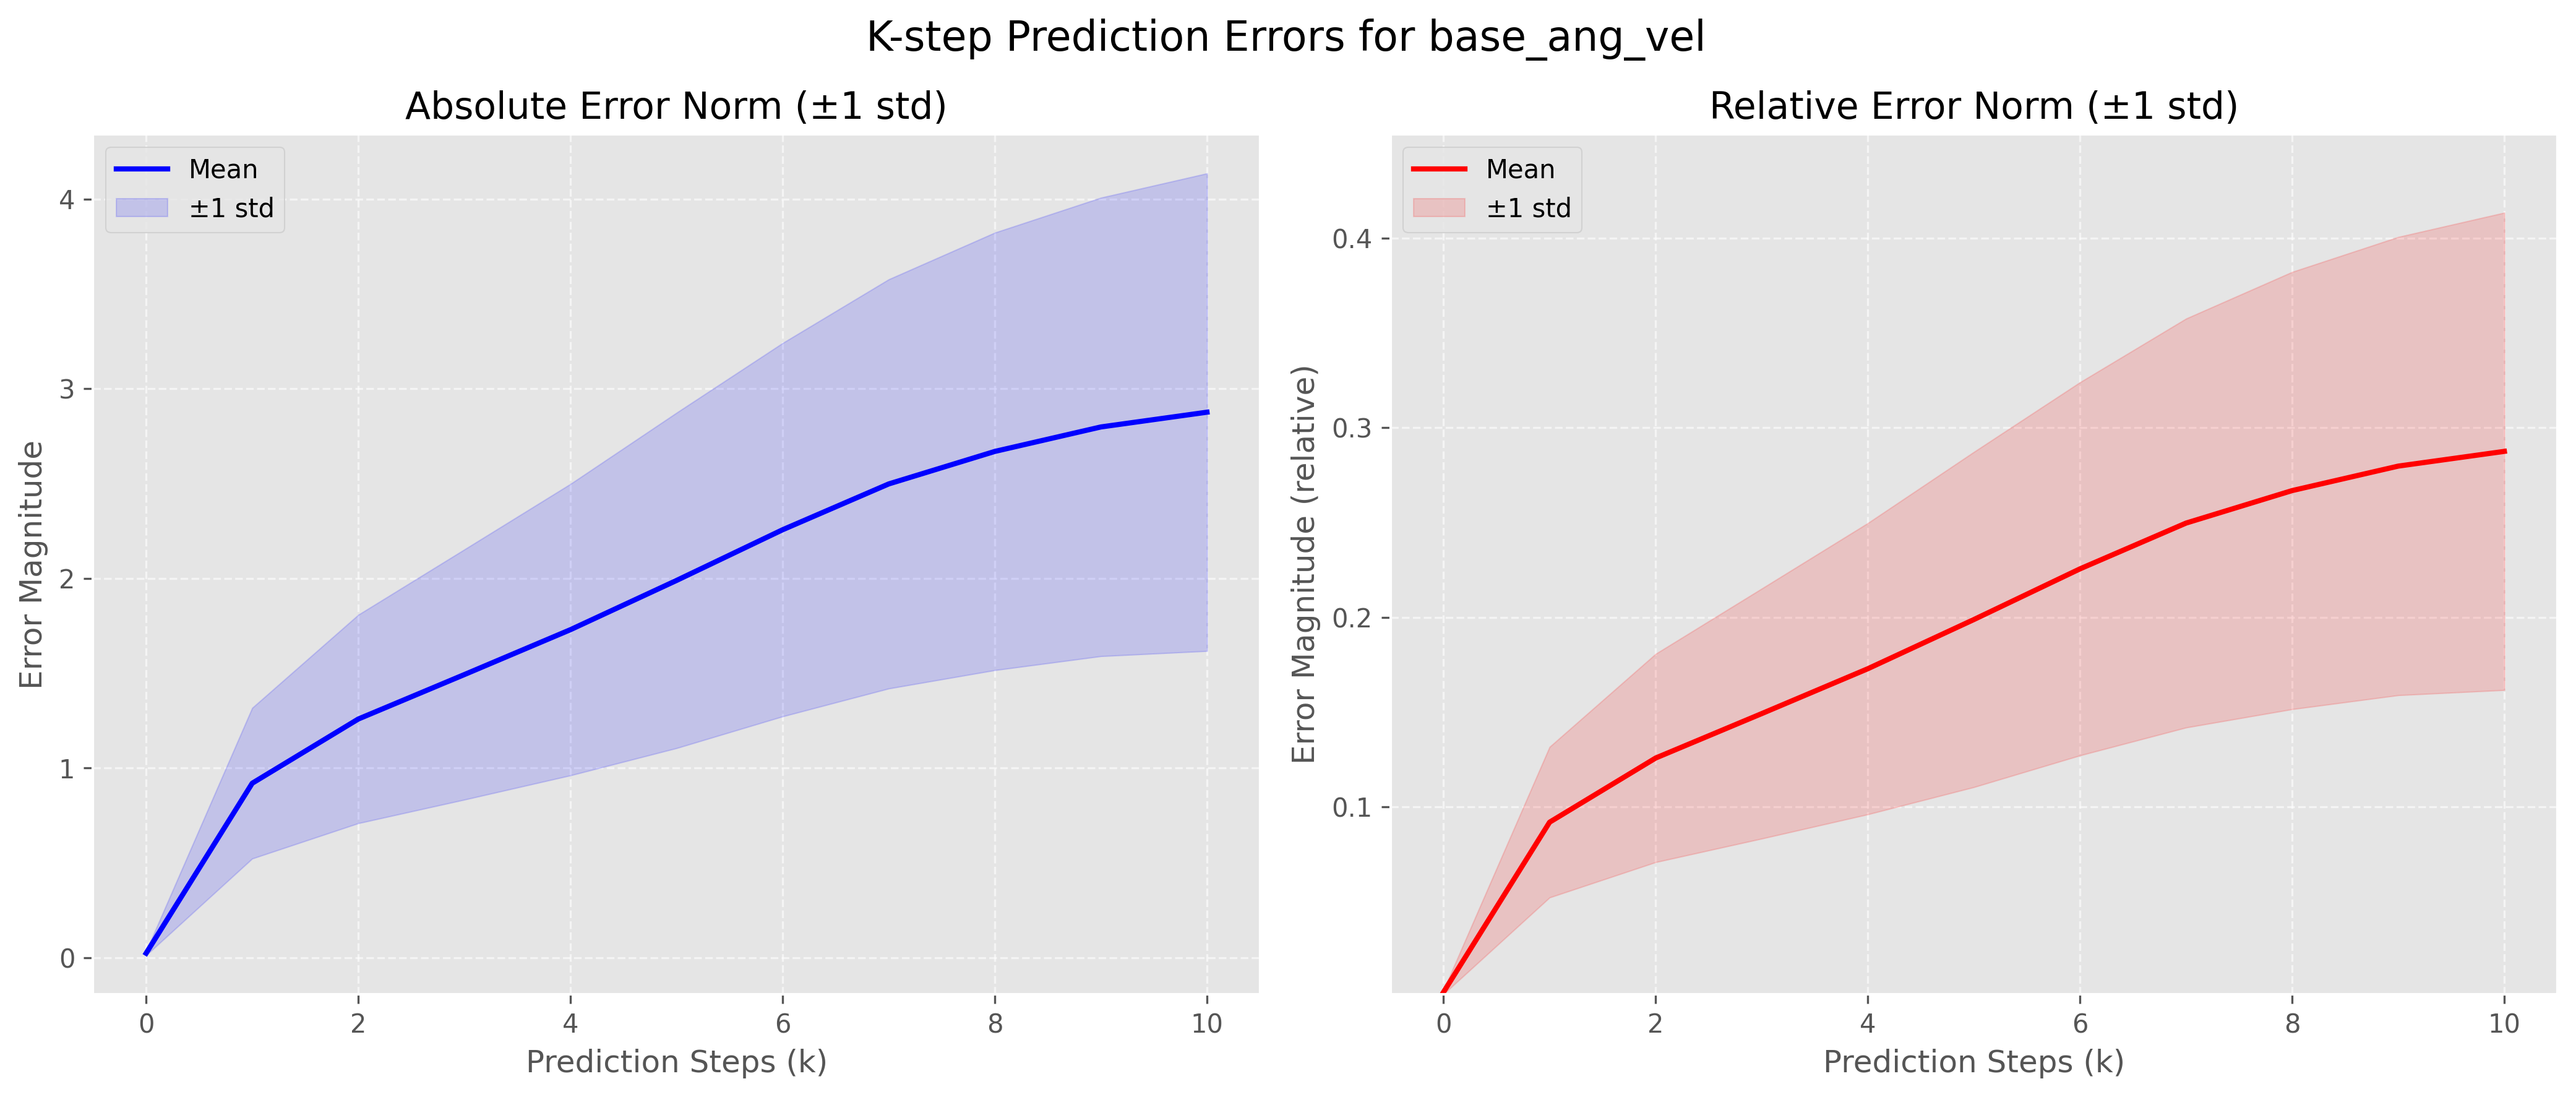 K-step Prediction Errors for base_ang_vel
Absolute Error Norm (±1 std)
Mean
±1 std
4
3
2
1
0
Error Magnitude
0 2 4 6 8 10
Prediction Steps (k)
Relative Error Norm (±1 std)
Mean
±1 std
0.4
0.3
0.2
0.1
Error Magnitude (relative)
0 2 4 6 8 10
Prediction Steps (k)